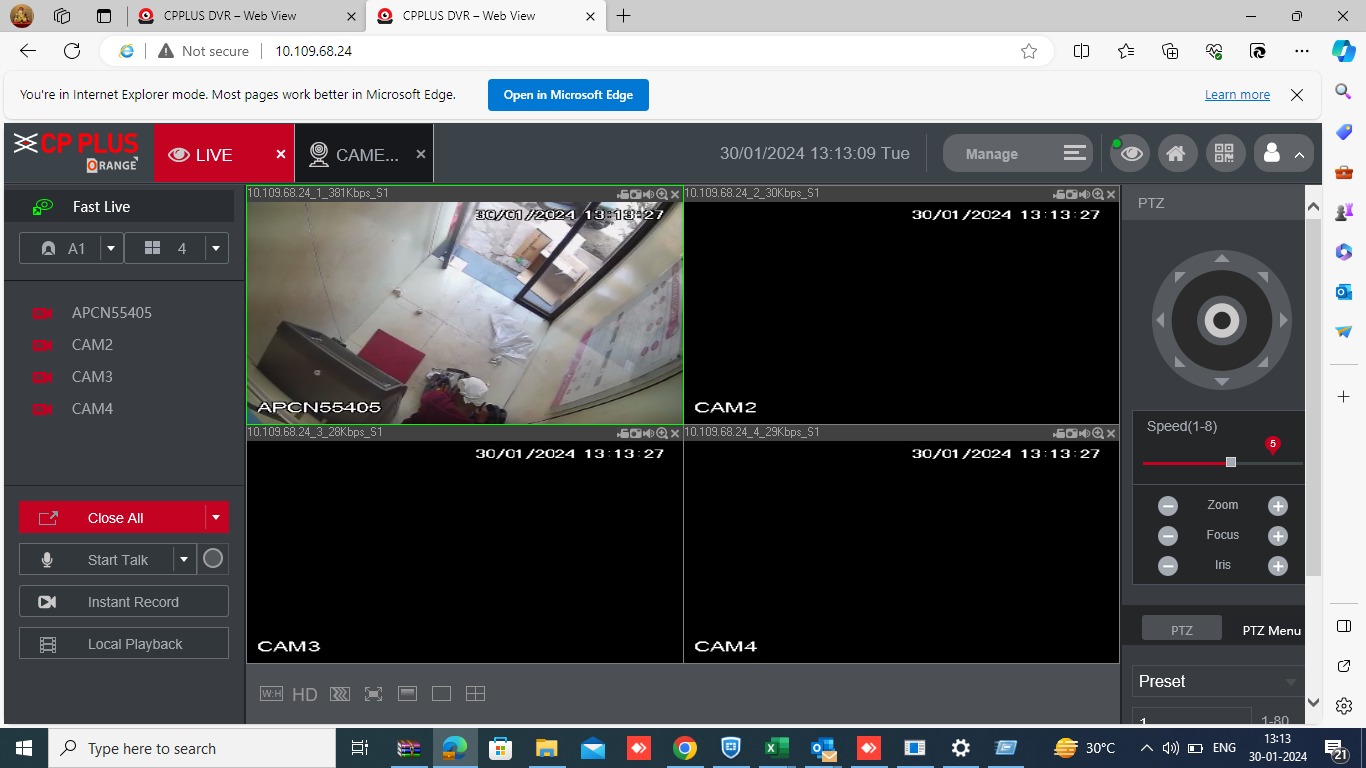 CPPLUS DVR – Web View
CPPLUS DVR – Web View
Not secure
10.109.68.24
You're in Internet Explorer mode. Most pages work better in Microsoft Edge.
Open in Microsoft Edge
Learn more
CP PLUS
ORANGE
LIVE
CAME...
30/01/2024 13:13:09 Tue
Manage
Fast Live
A1
4
APCN55405
CAM2
CAM3
CAM4
Close All
Start Talk
Instant Record
Local Playback
10.109.68.24_1_381Kbps_S1
30/01/2024 13:13:27
APCN55405
10.109.68.24_2_30Kbps_S1
30/01/2024 13:13:27
CAM2
10.109.68.24_3_28Kbps_S1
30/01/2024 13:13:27
CAM3
10.109.68.24_4_29Kbps_S1
30/01/2024 13:13:27
CAM4
W:H
HD
PTZ
Speed(1-8)
5
Zoom
Focus
Iris
PTZ
PTZ Menu
Preset
1
1-80
Type here to search
30°C
ENG
13:13
30-01-2024
21